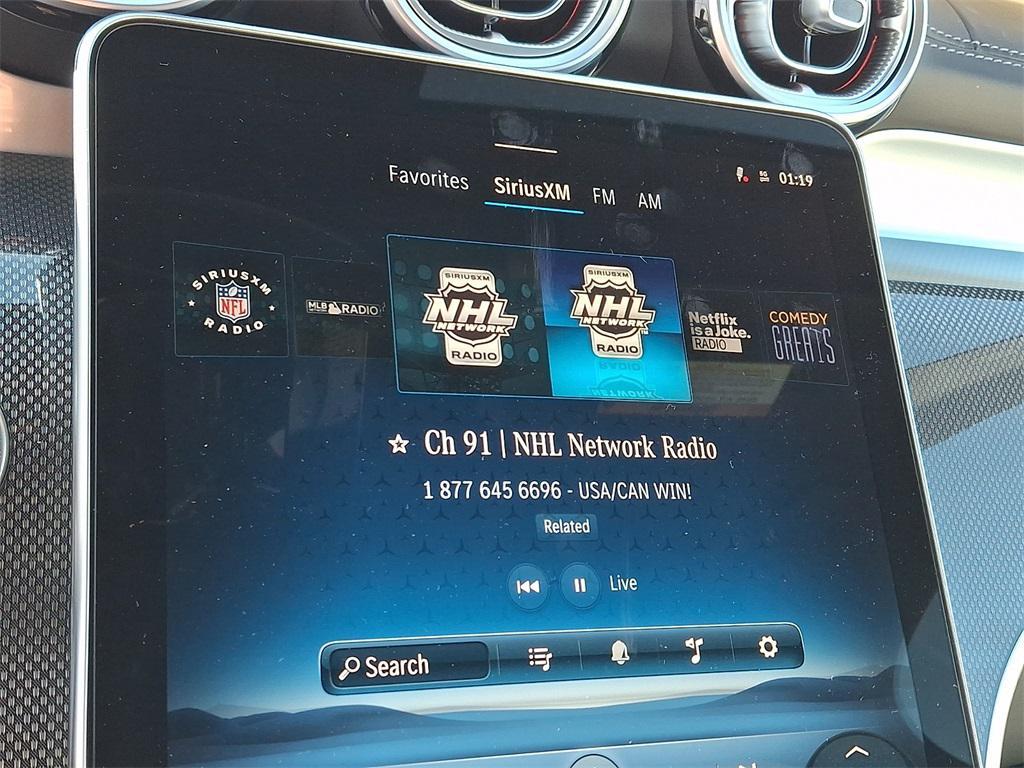 Favorites SiriusXM FM AM
5G 01:19
SIRIUSXM
NFL
RADIO
MLB RADIO
SIRIUSXM
NHL
NETWORK
RADIO
SIRIUSXM
NHL
NETWORK
RADIO
Netflix
is a Joke.
RADIO
COMEDY
GREATS
Ch 91 | NHL Network Radio
1 877 645 6696 - USA/CAN WIN!
Related
Live
Search